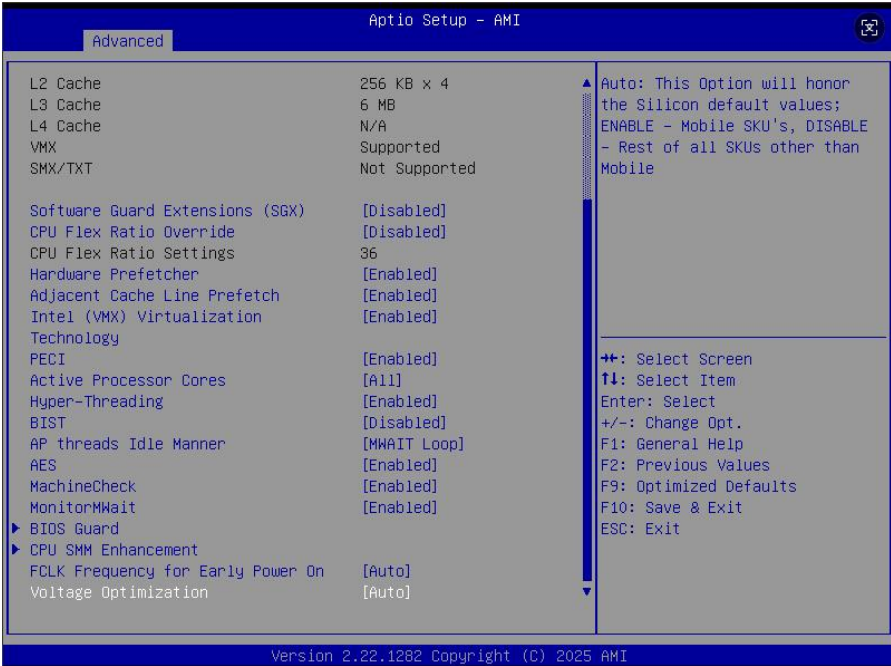 Aptio Setup - AMI
Advanced
L2 Cache 256 KB x 4
L3 Cache 6 MB
L4 Cache N/A
VMX Supported
SMX/TXT Not Supported
Software Guard Extensions (SGX) [Disabled]
CPU Flex Ratio Override [Disabled]
CPU Flex Ratio Settings 36
Hardware Prefetcher [Enabled]
Adjacent Cache Line Prefetch [Enabled]
Intel (VMX) Virtualization [Enabled]
Technology
PECI [Enabled]
Active Processor Cores [All]
Hyper-Threading [Enabled]
BIST [Disabled]
AP threads Idle Manner [MWAIT Loop]
AES [Enabled]
MachineCheck [Enabled]
MonitorMWait [Enabled]
BIOS Guard
CPU SMM Enhancement
FCLK Frequency for Early Power On [Auto]
Voltage Optimization [Auto]
Auto: This Option will honor
the Silicon default values;
ENABLE - Mobile SKU's, DISABLE
- Rest of all SKUs other than
Mobile
→←: Select Screen
↑↓: Select Item
Enter: Select
+/-: Change Opt.
F1: General Help
F2: Previous Values
F9: Optimized Defaults
F10: Save & Exit
ESC: Exit
Version 2.22.1282 Copyright (C) 2025 AMI